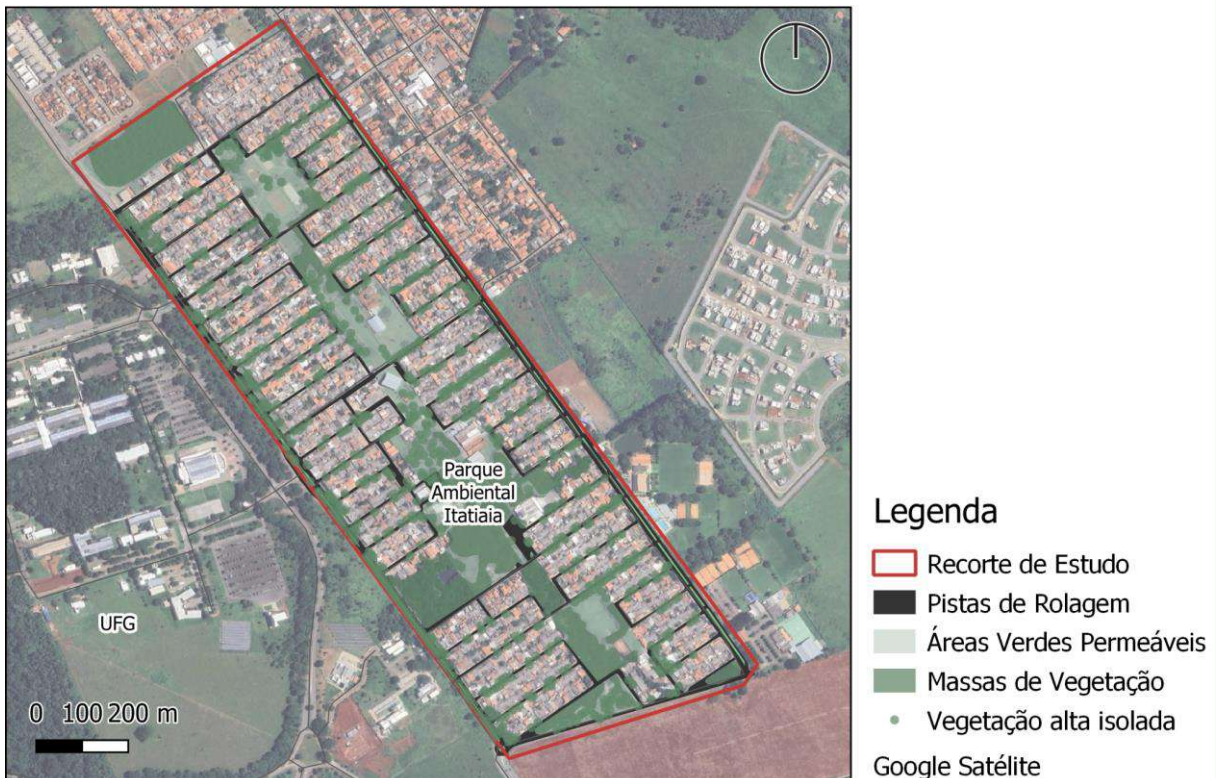 Parque
Ambiental
Itatiaia
UFG
0 100 200 m
Legenda
Recorte de Estudo
Pistas de Rolagem
Áreas Verdes Permeáveis
Massas de Vegetação
Vegetação alta isolada
Google Satélite